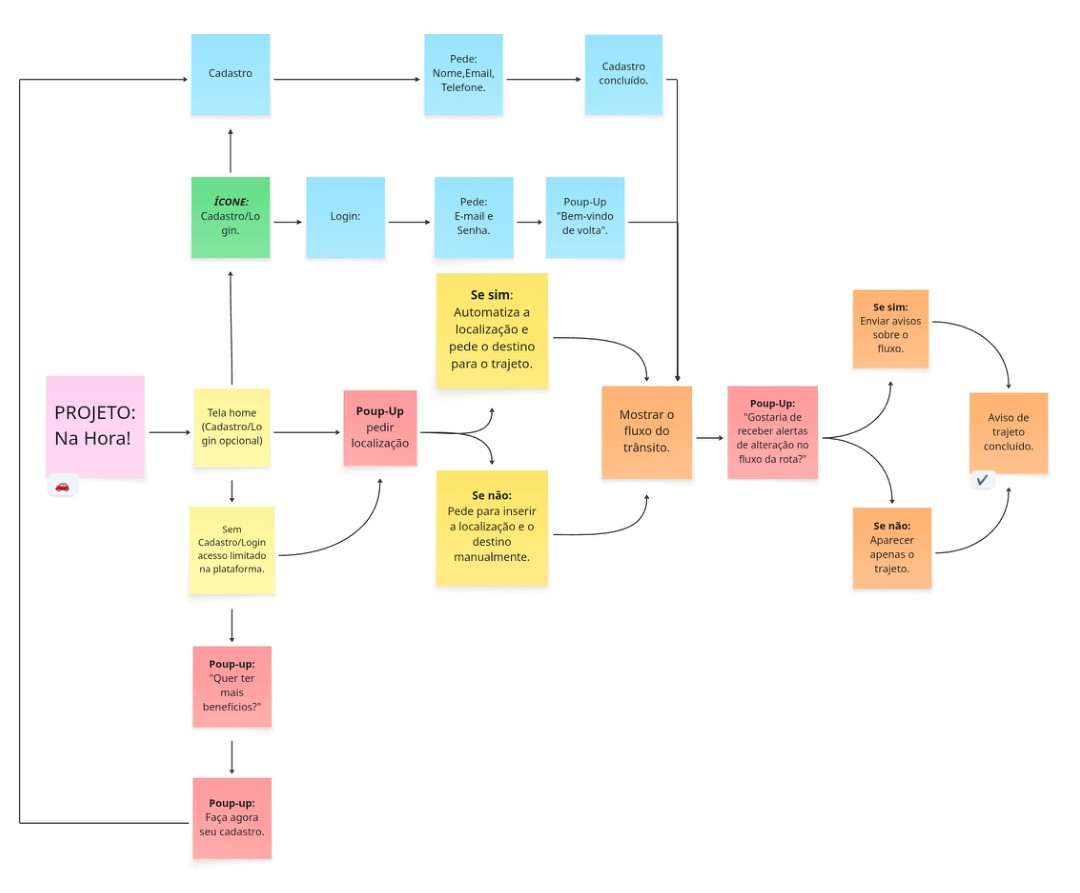 Cadastro
Pede:
Nome,Email,
Telefone.
Cadastro
concluído.
ÍCONE:
Cadastro/Lo
gin.
Login:
Pede:
E-mail e
Senha.
Poup-Up
"Bem-vindo
de volta".
Se sim:
Automatiza a
localização e
pede o destino
para o trajeto.
Se sim:
Enviar avisos
sobre o
fluxo.
PROJETO:
Na Hora!
Tela home
(Cadastro/Lo
gin opcional)
Poup-Up
pedir
localização
Mostrar o
fluxo do
trânsito.
Poup-Up:
"Gostaria de
receber alertas
de alteração no
fluxo da rota?"
Aviso de
trajeto
concluído.
Se não:
Pede para inserir
a localização e o
destino
manualmente.
Sem
Cadastro/Login
acesso limitado
na plataforma.
Se não:
Aparecer
apenas o
trajeto.
Poup-up:
"Quer ter
mais
benefícios?"
Poup-up:
Faça agora
seu cadastro.